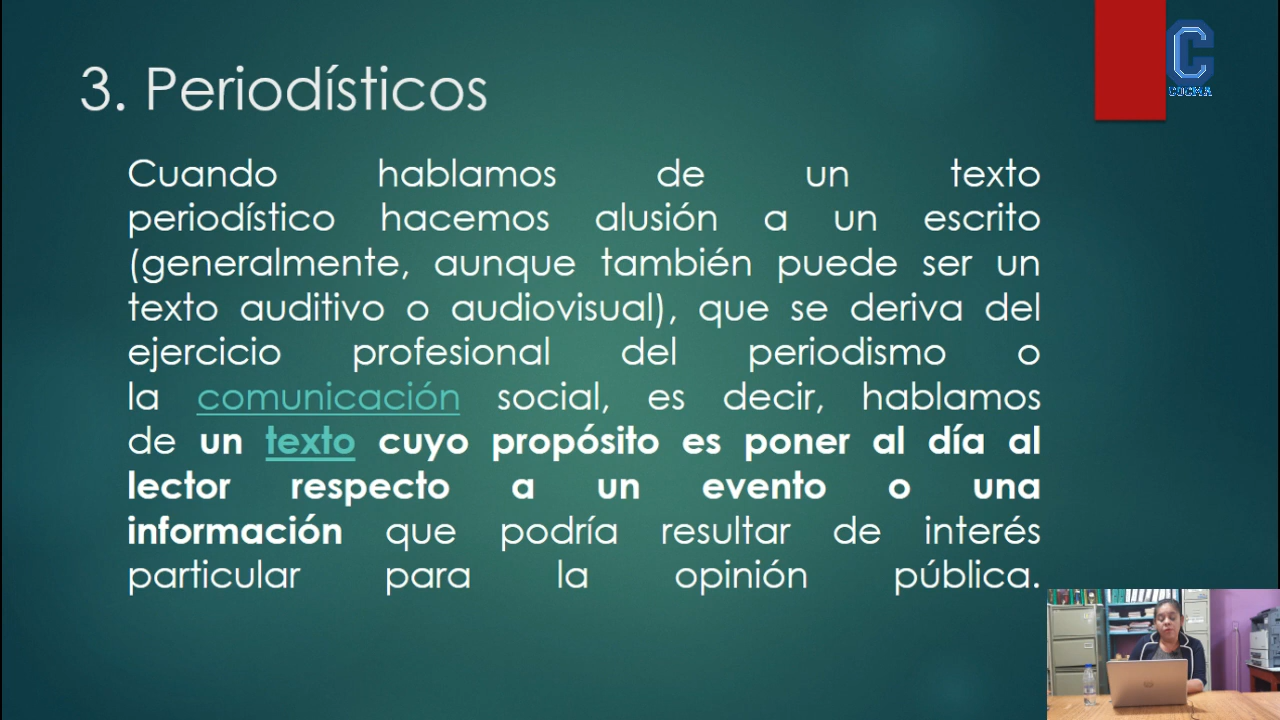 3. Periodísticos
C
COGMA
Cuando hablamos de un texto
periodístico hacemos alusión a un escrito
(generalmente, aunque también puede ser un
texto auditivo o audiovisual), que se deriva del
ejercicio profesional del periodismo o
la comunicación social, es decir, hablamos
de un texto cuyo propósito es poner al día al
lector respecto a un evento o una
información que podría resultar de interés
particular para la opinión pública.